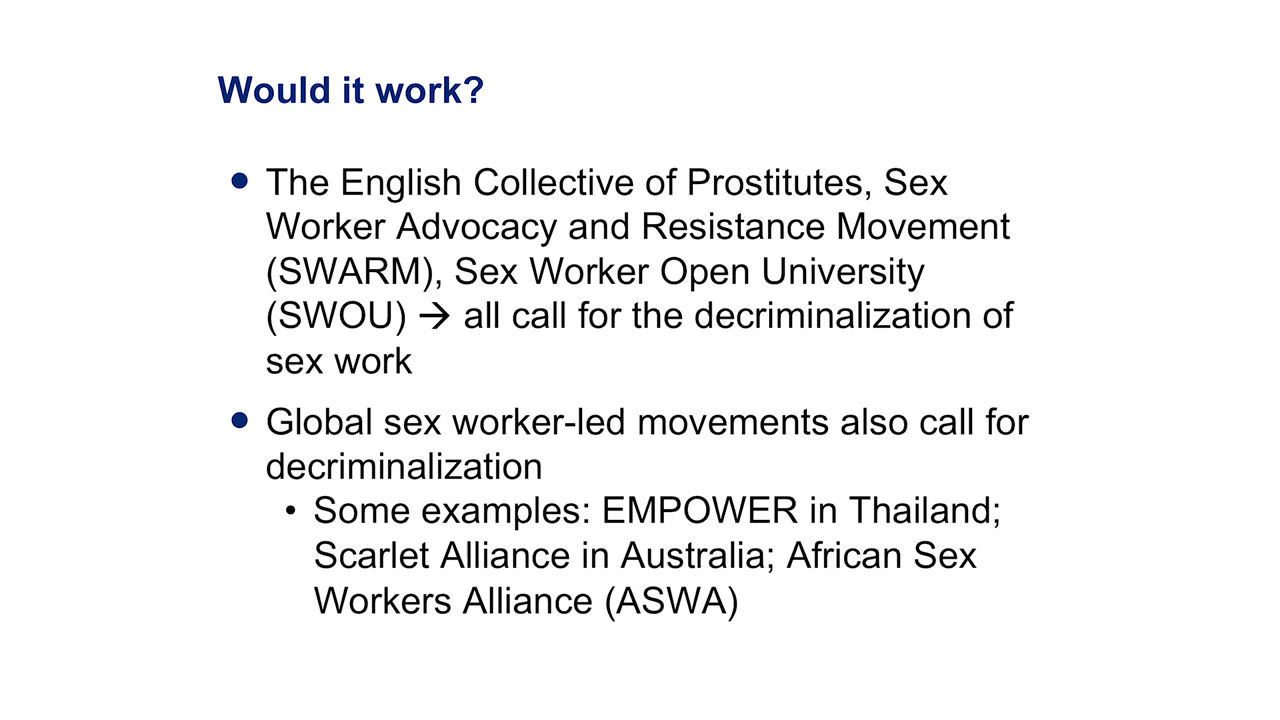 Would it work?
● The English Collective of Prostitutes, Sex
Worker Advocacy and Resistance Movement
(SWARM), Sex Worker Open University
(SWOU) → all call for the decriminalization of
sex work
● Global sex worker-led movements also call for
decriminalization
• Some examples: EMPOWER in Thailand;
Scarlet Alliance in Australia; African Sex
Workers Alliance (ASWA)